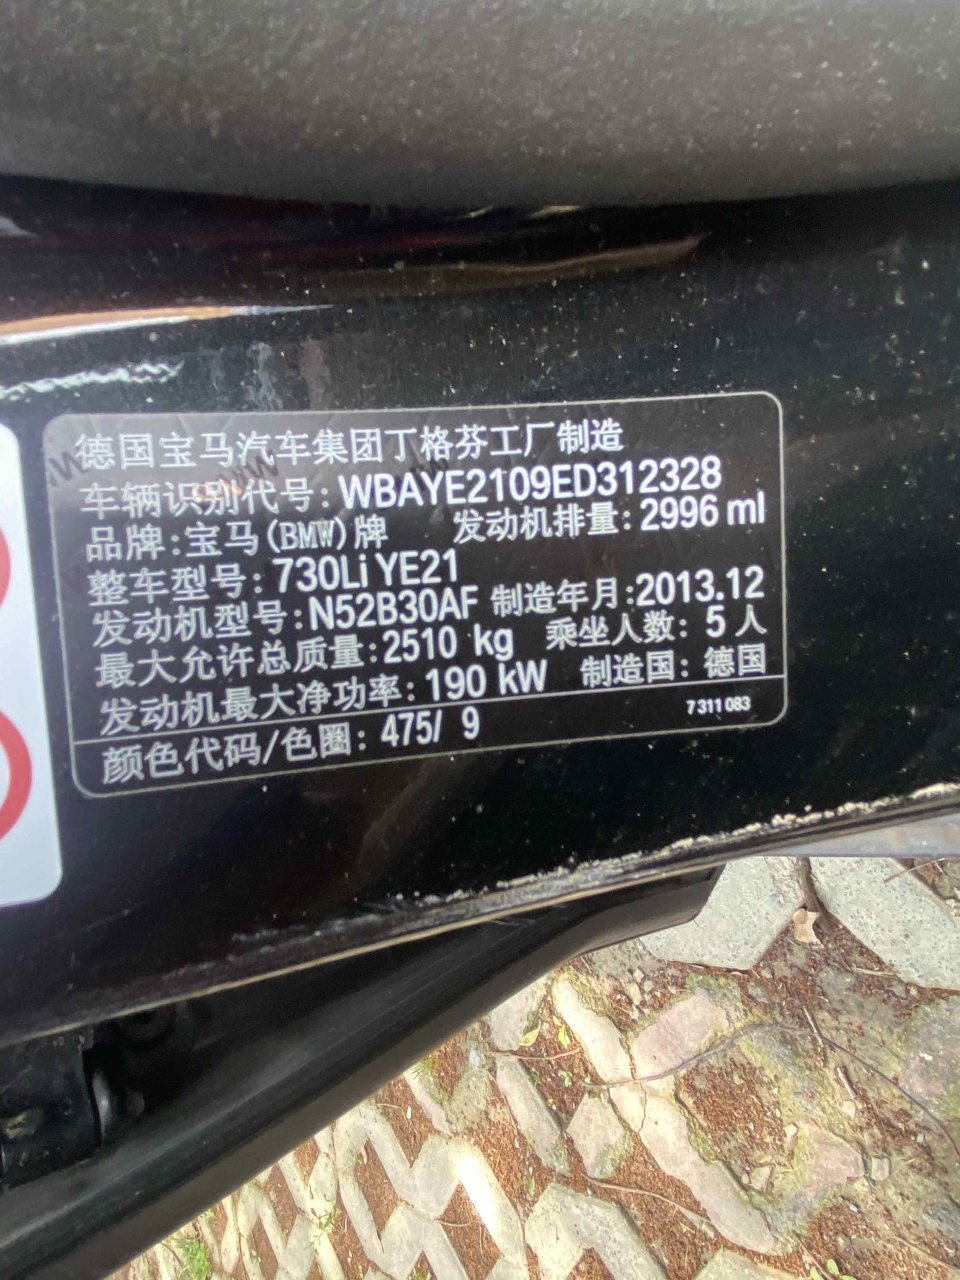 德国宝马汽车集团丁格芬工厂制造
车辆识别代号: WBAYE2109ED312328
品牌:宝马(BMW)牌 发动机排量: 2996 ml
整车型号: 730Li YE21
发动机型号: N52B30AF 制造年月:2013.12
最大允许总质量:2510 kg 乘坐人数: 5 人
发动机最大净功率: 190 kW 制造国: 德国
颜色代码/色圈: 475/ 9 7 311 083